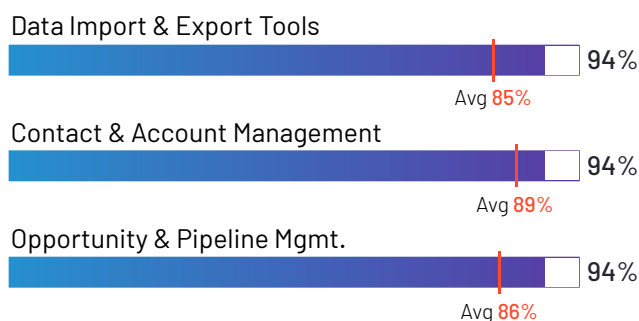 Data Import & Export Tools
94%
Avg 85%
Contact & Account Management
94%
Avg 89%
Opportunity & Pipeline Mgmt.
94%
Avg 86%